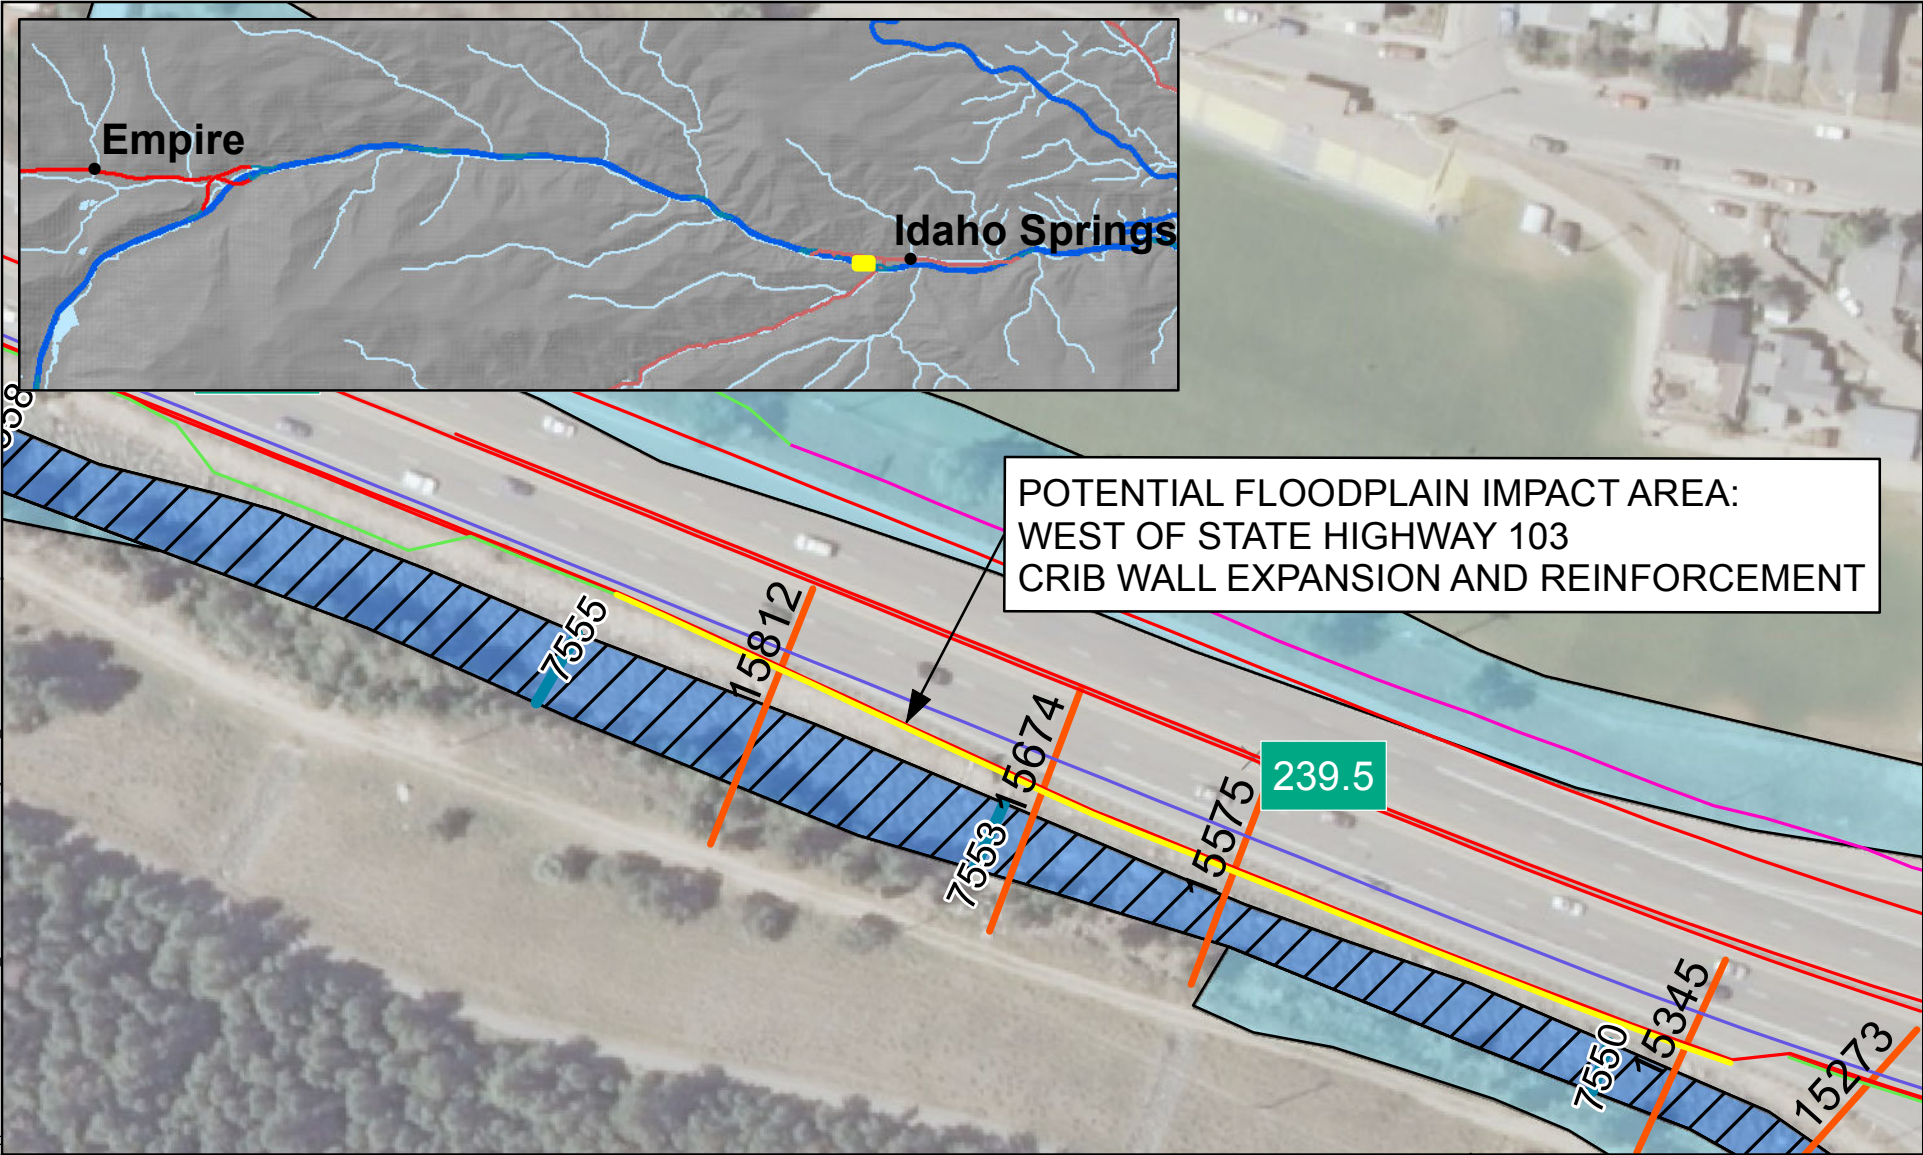 Empire
Idaho Springs
POTENTIAL FLOODPLAIN IMPACT AREA:
WEST OF STATE HIGHWAY 103
CRIB WALL EXPANSION AND REINFORCEMENT
7555
15812
15674
7553
15575
239.5
15345
7550
15273